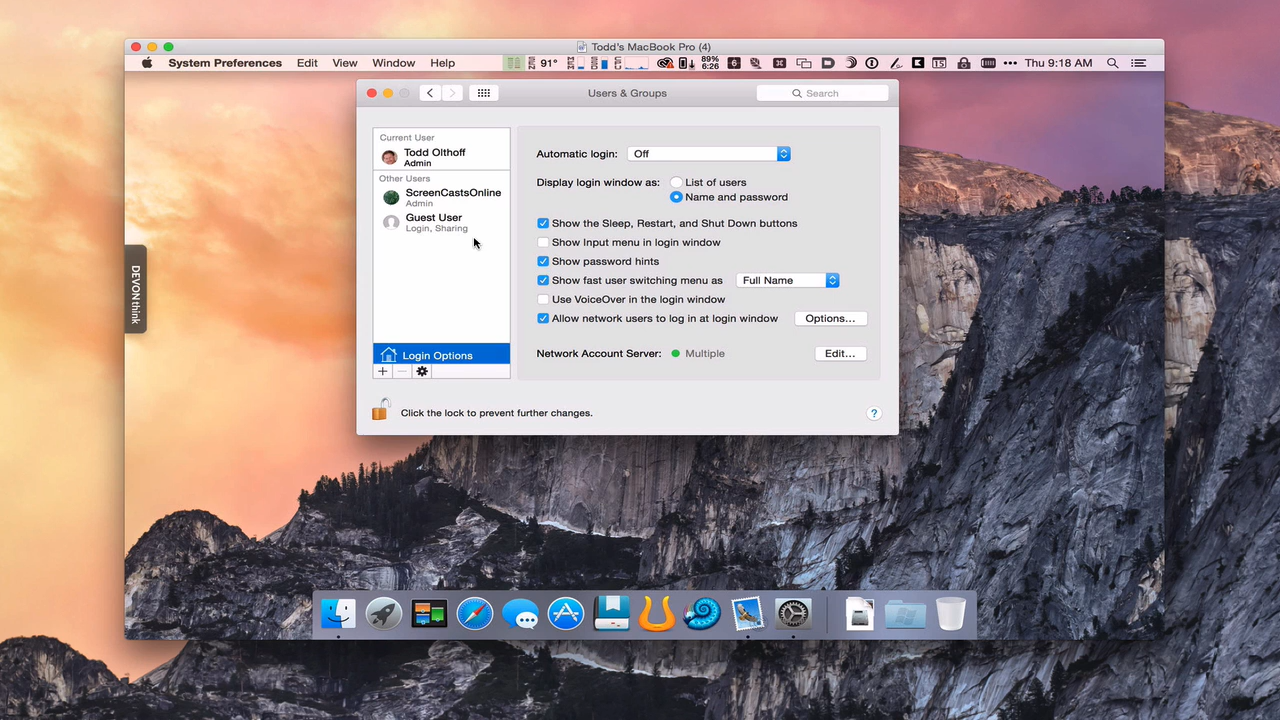 Todd's MacBook Pro (4)
System Preferences Edit View Window Help 91° 89% 6:26 6 15 Thu 9:18 AM
Users & Groups
Search
Current User
Todd Olthoff
Admin
Other Users
ScreenCastsOnline
Admin
Guest User
Login, Sharing
Login Options
Automatic login: Off
Display login window as: List of users
Name and password
Show the Sleep, Restart, and Shut Down buttons
Show Input menu in login window
Show password hints
Show fast user switching menu as Full Name
Use VoiceOver in the login window
Allow network users to log in at login window Options...
Network Account Server: Multiple Edit...
Click the lock to prevent further changes.
?
DEVONthink